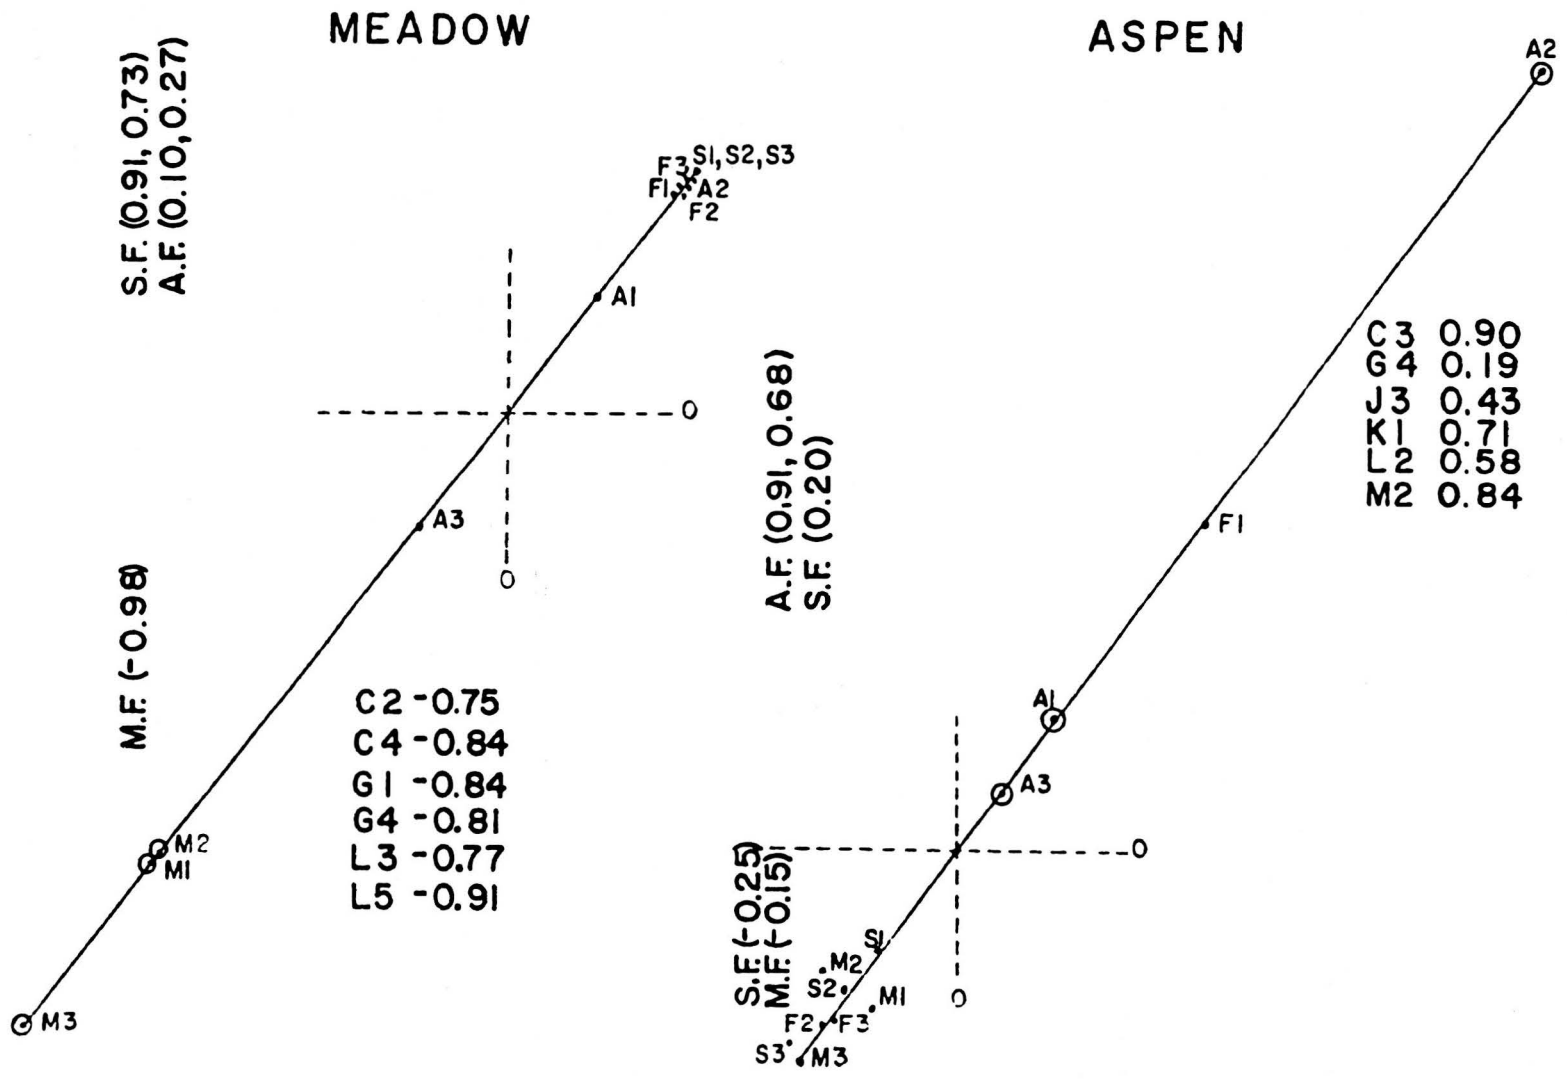 MEADOW
S.F. (0.91, 0.73)
A.F. (0.10, 0.27)
F3
S1, S2, S3
F1
A2
F2
A1
0
A3
0
M.F. (-0.98)
C2 -0.75
C4 -0.84
G1 -0.84
G4 -0.81
L3 -0.77
L5 -0.91
M2
M1
M3
ASPEN
A2
C3 0.90
G4 0.19
J3 0.43
K1 0.71
L2 0.58
M2 0.84
A.F. (0.91, 0.68)
S.F. (0.20)
F1
A1
A3
0
S.F. (-0.25)
M.F. (-0.15)
S1
M2
S2
M1
0
F2
F3
S3
M3